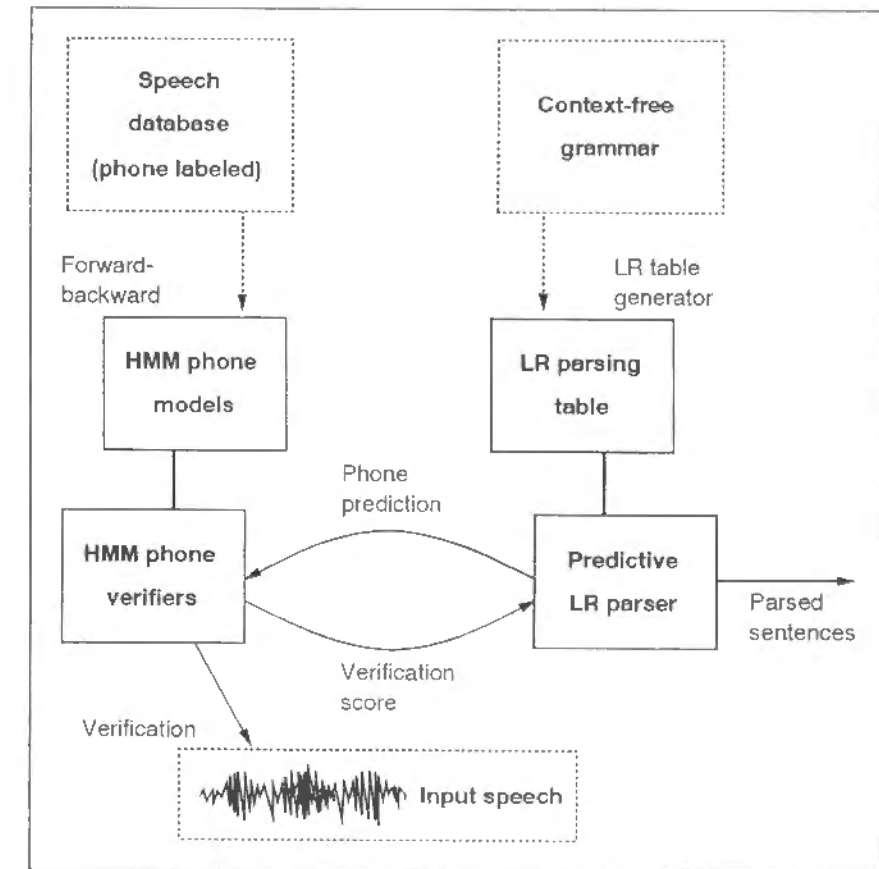 Speech
database
(phone labeled)
Context-free
grammar
Forward-
backward
LR table
generator
HMM phone
models
LR parsing
table
Phone
prediction
HMM phone
verifiers
Predictive
LR parser
Parsed
sentences
Verification
score
Verification
Input speech